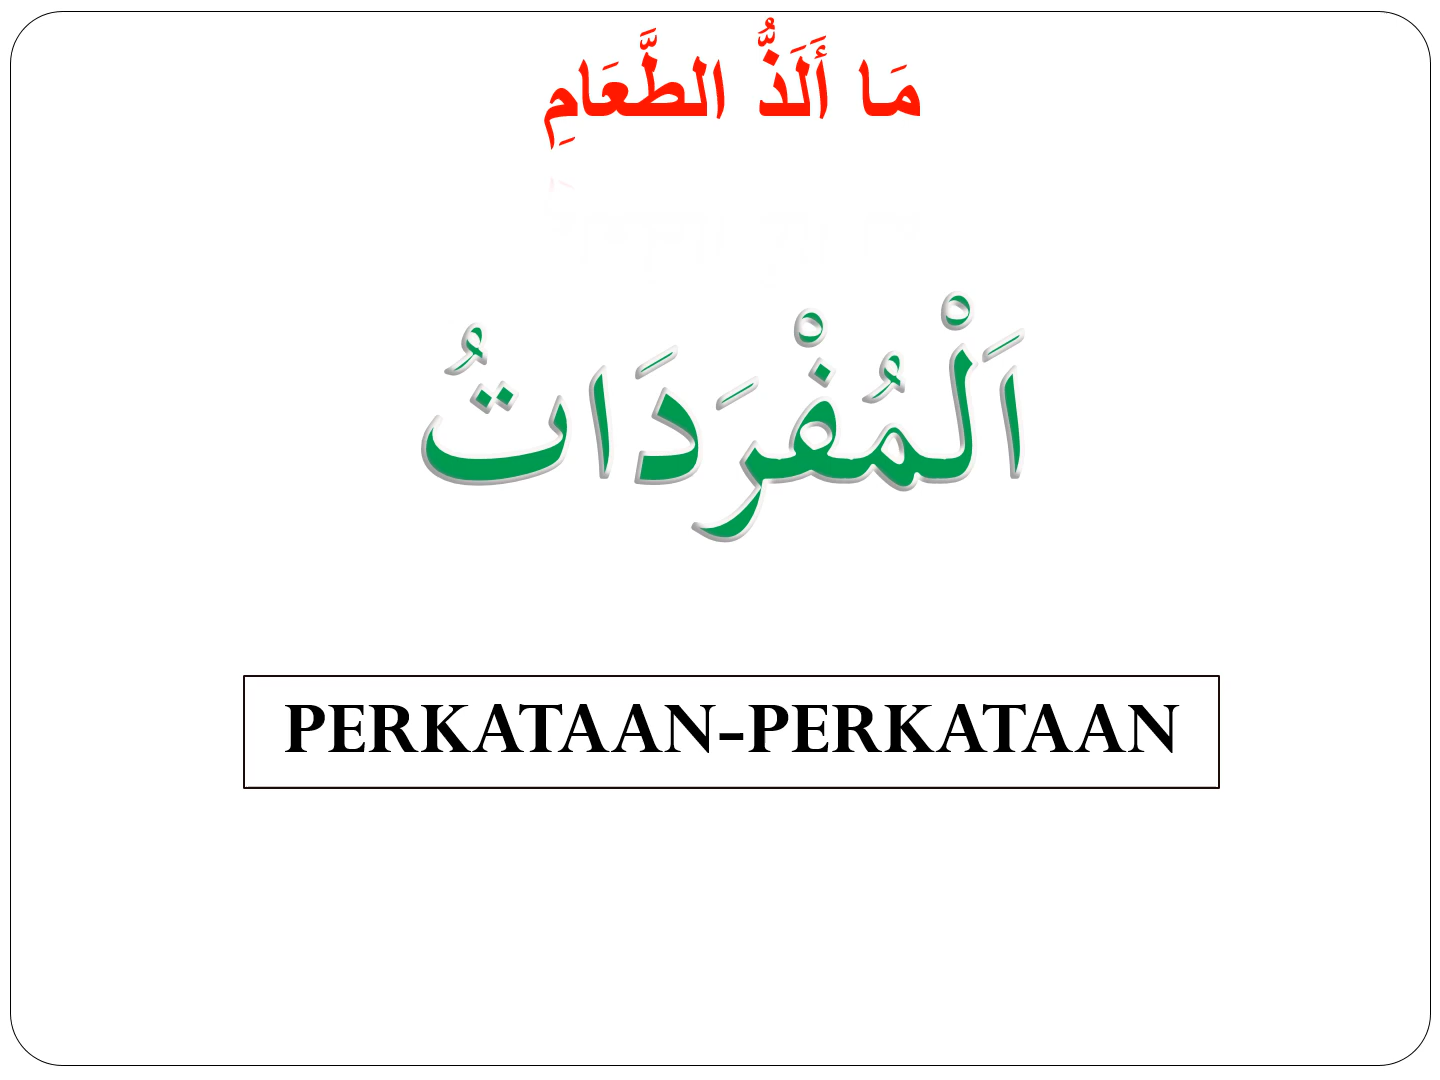 مَا أَلَذُّ الطَّعَامِ
اَلْمُفْرَدَاتُ
PERKATAAN-PERKATAAN